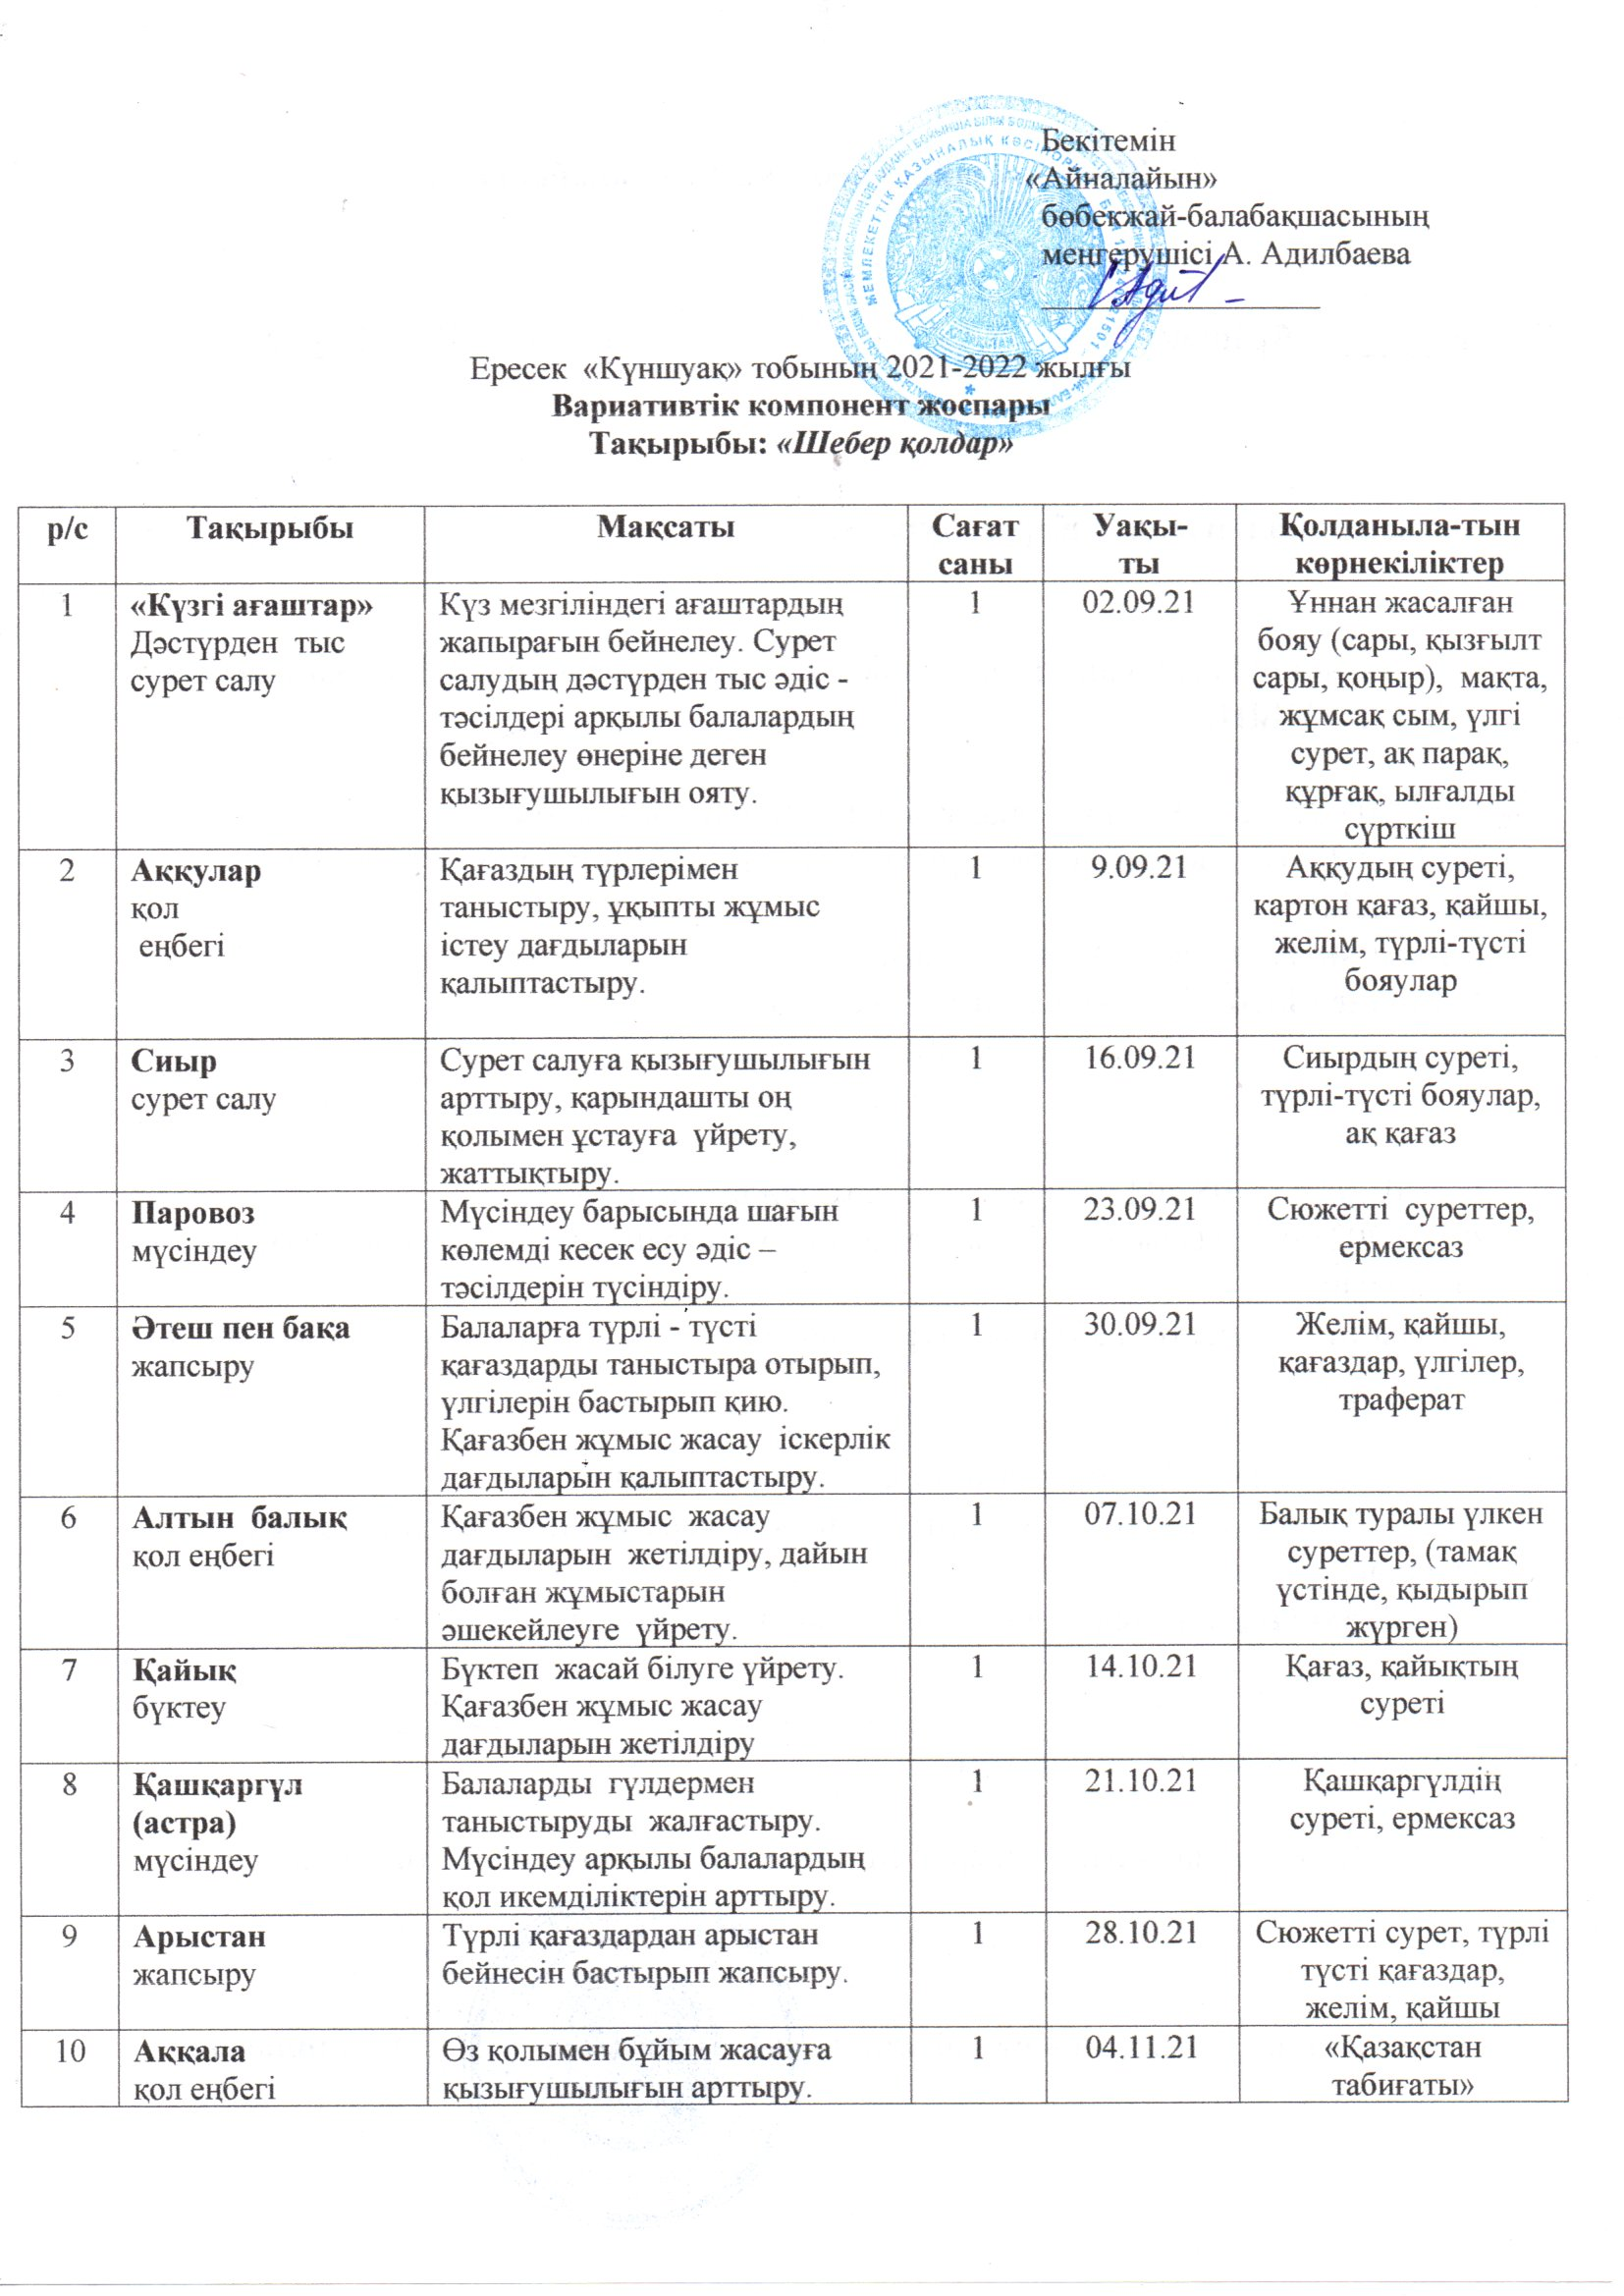 Бекітемін
«Айналайын»
бөбекжай-балабақшасының
меңгерушісі А. Адилбаева
Ересек «Күншуақ» тобының 2021-2022 жылғы
Вариативтік компонент жоспары
Тақырыбы: «Шебер қолдар»
р/с Тақырыбы Мақсаты Сағат саны Уақы-ты Қолданыла-тын көрнекіліктер
1
«Күзгі ағаштар»
Дәстүрден тыс
сурет салу
Күз мезгіліндегі ағаштардың
жапырағын бейнелеу. Сурет
салудың дәстүрден тыс әдіс -
тәсілдері арқылы балалардың
бейнелеу өнеріне деген
қызығушылығын ояту.
1
02.09.21
Ұннан жасалған
бояу (сары, қызғылт
сары, қоңыр), мақта,
жұмсақ сым, үлгі
сурет, ақ парақ,
құрғақ, ылғалды
сүрткіш
2
Аққулар
қол
еңбегі
Қағаздың түрлерімен
таныстыру, ұқыпты жұмыс
істеу дағдыларын
қалыптастыру.
1
9.09.21
Аққудың суреті,
картон қағаз, қайшы,
желім, түрлі-түсті
бояулар
3
Сиыр
сурет салу
Сурет салуға қызығушылығын
арттыру, қарындашты оң
қолымен ұстауға үйрету,
жаттықтыру.
1
16.09.21
Сиырдың суреті,
түрлі-түсті бояулар,
ақ қағаз
4
Паровоз
мүсіндеу
Мүсіндеу барысында шағын
көлемді кесек есу әдіс –
тәсілдерін түсіндіру.
1
23.09.21
Сюжетті суреттер,
ермексаз
5
Әтеш пен бақа
жапсыру
Балаларға түрлі - түсті
қағаздарды таныстыра отырып,
үлгілерін бастырып қию.
Қағазбен жұмыс жасау іскерлік
дағдыларын қалыптастыру.
1
30.09.21
Желім, қайшы,
қағаздар, үлгілер,
траферат
6
Алтын балық
қол еңбегі
Қағазбен жұмыс жасау
дағдыларын жетілдіру, дайын
болған жұмыстарын
әшекейлеуге үйрету.
1
07.10.21
Балық туралы үлкен
суреттер, (тамақ
үстінде, қыдырып
жүрген)
7
Қайық
бүктеу
Бүктеп жасай білуге үйрету.
Қағазбен жұмыс жасау
дағдыларын жетілдіру
1
14.10.21
Қағаз, қайықтың
суреті
8
Қашқаргүл
(астра)
мүсіндеу
Балаларды гүлдермен
таныстыруды жалғастыру.
Мүсіндеу арқылы балалардың
қол икемділіктерін арттыру.
1
21.10.21
Қашқаргүлдің
суреті, ермексаз
9
Арыстан
жапсыру
Түрлі қағаздардан арыстан
бейнесін бастырып жапсыру.
1
28.10.21
Сюжетті сурет, түрлі
түсті қағаздар,
желім, қайшы
10
Аққала
қол еңбегі
Өз қолымен бұйым жасауға
қызығушылығын арттыру.
1
04.11.21
«Қазақстан
табиғаты»